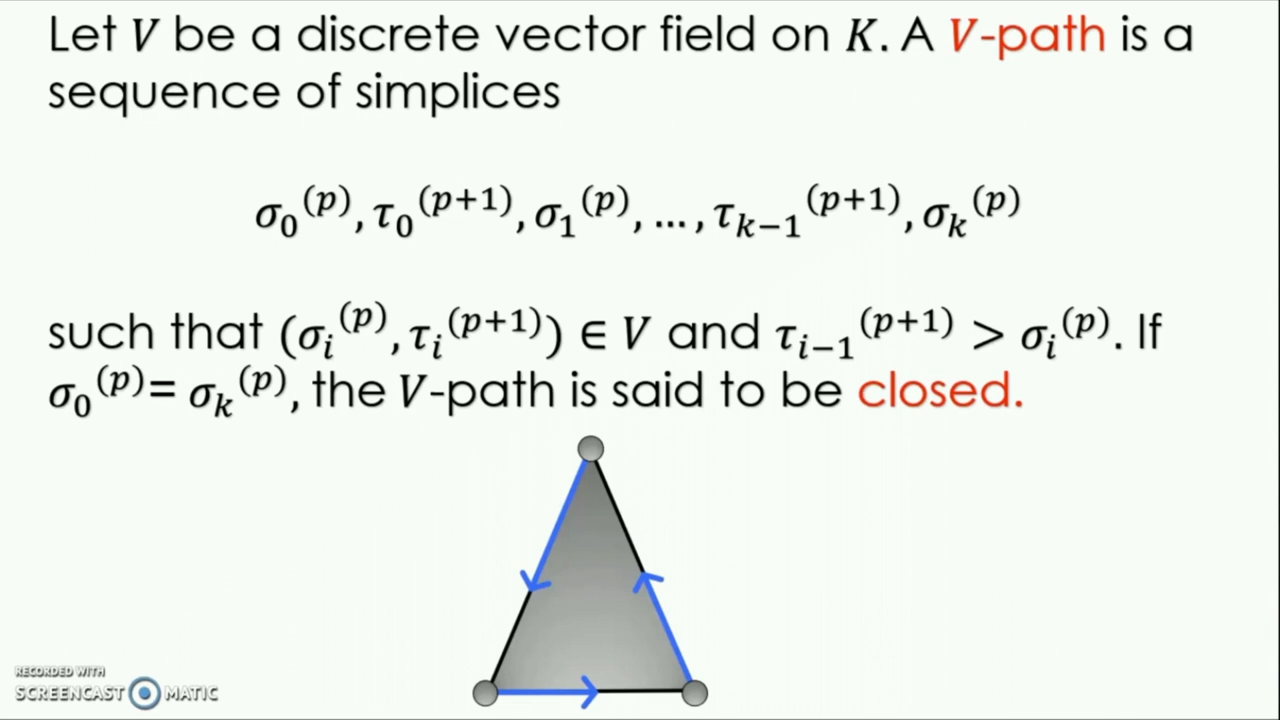 Let V be a discrete vector field on K. A V-path is a
sequence of simplices
σ₀⁽ᵖ⁾, τ₀⁽ᵖ⁺¹⁾, σ₁⁽ᵖ⁾, …, τₖ₋₁⁽ᵖ⁺¹⁾, σₖ⁽ᵖ⁾
such that (σᵢ⁽ᵖ⁾, τᵢ⁽ᵖ⁺¹⁾) ∈ V and τᵢ₋₁⁽ᵖ⁺¹⁾ > σᵢ⁽ᵖ⁾. If
σ₀⁽ᵖ⁾= σₖ⁽ᵖ⁾, the V-path is said to be closed.
RECORDED WITH
SCREENCAST MATIC